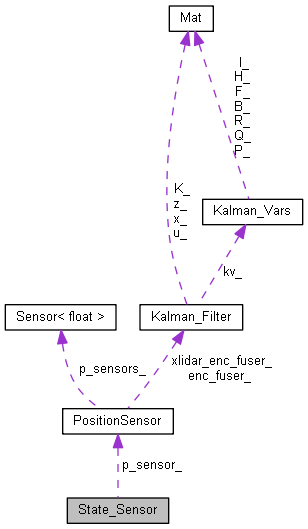 Mat
I_
H_
F_
B_
R_
Q_
P_
K_
z_
x_
u_
Kalman_Vars
kv_
Sensor< float >
Kalman_Filter
p_sensors_
xlidar_enc_fuser_
enc_fuser_
PositionSensor
p_sensor_
State_Sensor